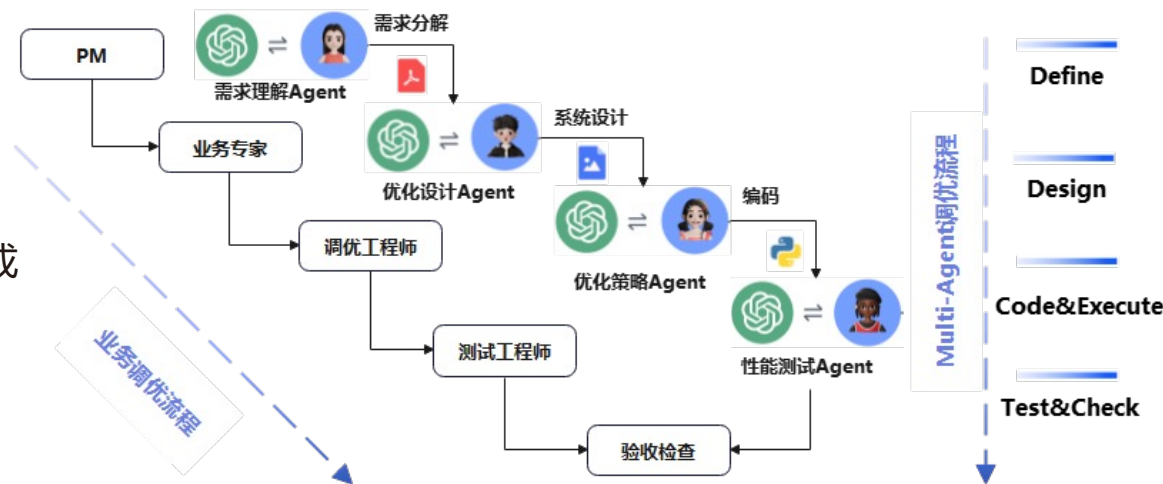 PM
需求分解
需求理解Agent
业务专家
系统设计
优化设计Agent
调优工程师
编码
优化策略Agent
测试工程师
性能测试Agent
验收检查
业务调优流程
Multi-Agent调优流程
Define
Design
Code&Execute
Test&Check